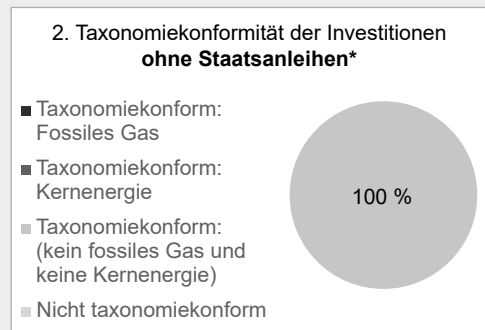 2. Taxonomiekonformität der Investitionen
ohne Staatsanleihen*
Taxonomiekonform:
Fossiles Gas
Taxonomiekonform:
Kernenergie
Taxonomiekonform:
(kein fossiles Gas und
keine Kernenergie)
Nicht taxonomiekonform
100 %